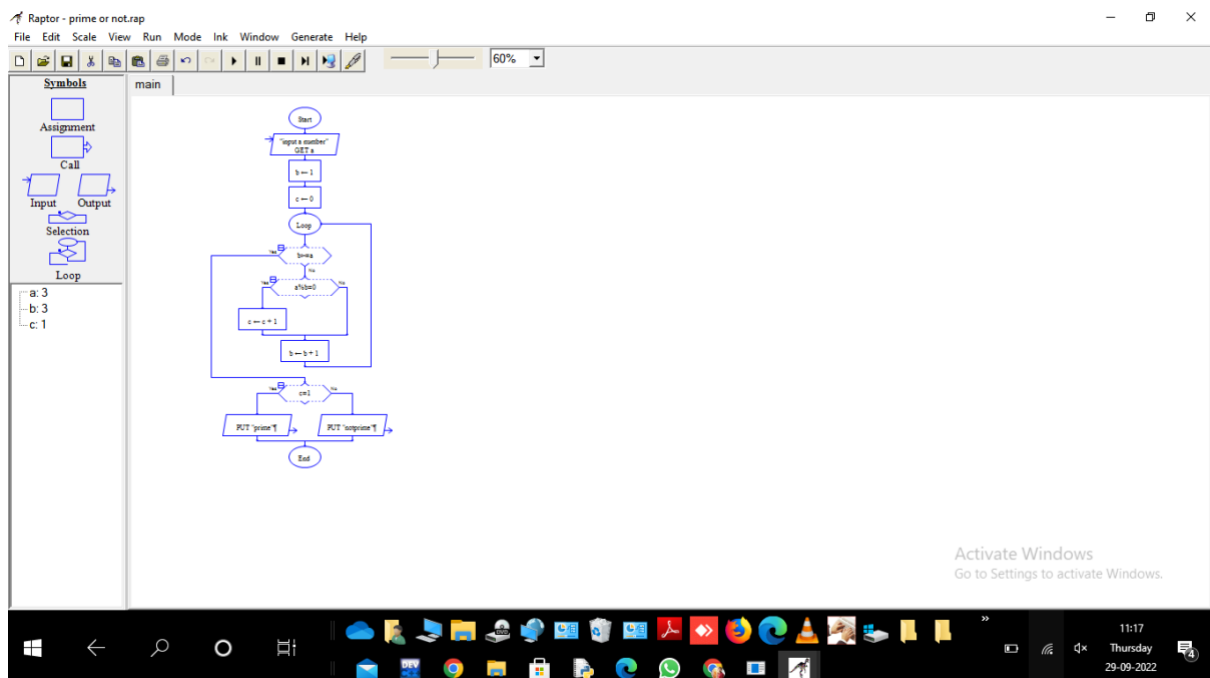 Raptor - prime or not.rap
File Edit Scale View Run Mode Ink Window Generate Help
60%
Symbols
Assignment
Call
Input Output
Selection
Loop
a: 3
b: 3
c: 1
main
Start
"input a number"
GET a
b ← 1
c ← 0
Loop
Yes
No
Yes a%b=0 No
c ← c + 1
b ← b + 1
Yes c=1 No
PUT "prime"¶ PUT "notprime"¶
End
Activate Windows
Go to Settings to activate Windows.
DVD
DEV
»
11:17
Thursday
29-09-2022
4